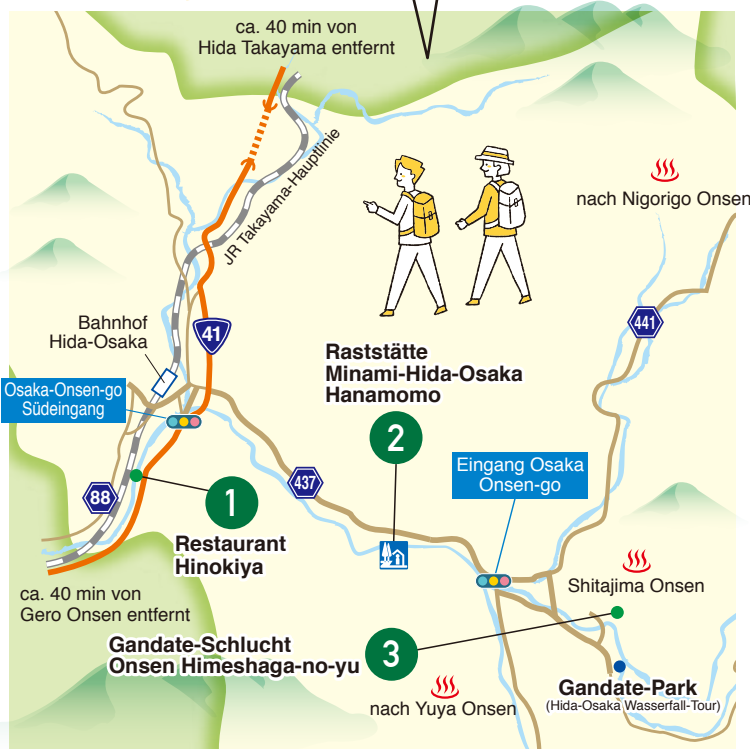 ca. 40 min von
Hida Takayama entfernt
JR Takayama-Hauptlinie
nach Nigorigo Onsen
441
41
Bahnhof
Hida-Osaka
Raststätte
Minami-Hida-Osaka
Hanamomo
2
Osaka-Onsen-go
Südeingang
Eingang Osaka
Onsen-go
437
88
1
Restaurant
Hinokiya
Shitajima Onsen
ca. 40 min von
Gero Onsen entfernt
Gandate-Schlucht
Onsen Himeshaga-no-yu
3
Gandate-Park
(Hida-Osaka Wasserfall-Tour)
nach Yuya Onsen